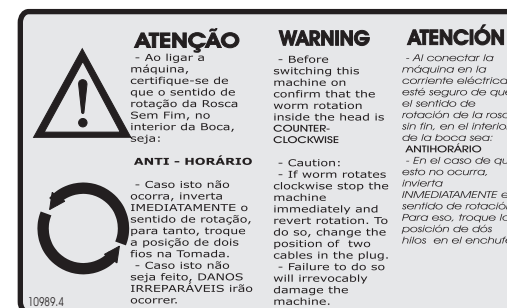 ATENÇÃO
- Ao ligar a
máquina,
certifique-se de
que o sentido de
rotação da Rosca
Sem Fim, no
interior da Boca,
seja:
ANTI - HORÁRIO
- Caso isto não
ocorra, inverta
IMEDIATAMENTE o
sentido de rotação,
para tanto, troque
a posição de dois
fios na Tomada.
- Caso isto não
seja feito, DANOS
IRREPARÁVEIS irão
ocorrer.
WARNING
- Before
switching this
machine on
confirm that the
worm rotation
inside the head is
COUNTER-
CLOCKWISE
- Caution:
- If worm rotates
clockwise stop the
machine
immediately and
revert rotation. To
do so, change the
position of two
cables in the plug.
- Failure to do so
will irrevocably
damage the
machine.
ATENCIÓN
- Al conectar la
máquina en la
corriente eléctrica
esté seguro de que
el sentido de
rotación de la rosca
sin fin, en el interior
de la boca sea:
ANTIHORÁRIO
- En el caso de que
esto no ocurra,
invierta
INMEDIATAMENTE
sentido de rotación
Para eso, troque
posición de dós
hilos en el enchufe
10989.4